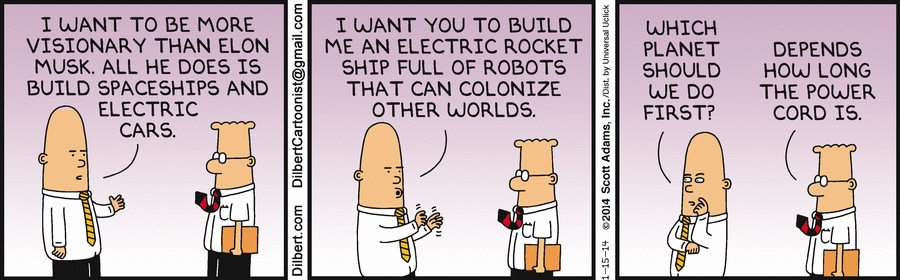 I WANT TO BE MORE
VISIONARY THAN ELON
MUSK. ALL HE DOES IS
BUILD SPACESHIPS AND
ELECTRIC
CARS.
Dilbert.com DilbertCartoonist@gmail.com
I WANT YOU TO BUILD
ME AN ELECTRIC ROCKET
SHIP FULL OF ROBOTS
THAT CAN COLONIZE
OTHER WORLDS.
1-15-14 ©2014 Scott Adams, Inc./Dist. by Universal Uclick
WHICH
PLANET
SHOULD
WE DO
FIRST?
DEPENDS
HOW LONG
THE POWER
CORD IS.